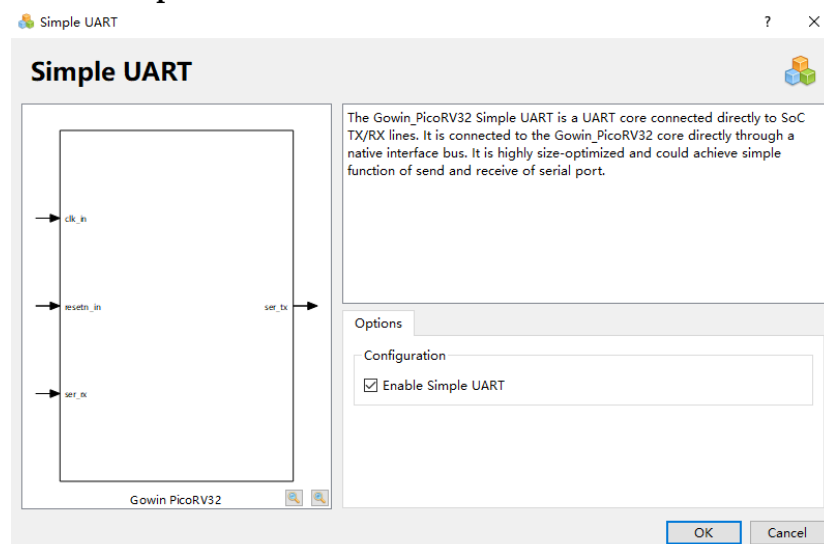 Simple UART
?
Simple UART
The Gowin_PicoRV32 Simple UART is a UART core connected directly to SoC
TX/RX lines. It is connected to the Gowin_PicoRV32 core directly through a
native interface bus. It is highly size-optimized and could achieve simple
function of send and receive of serial port.
clk_in
resetn_in
ser_tx
ser_rx
Gowin PicoRV32
Options
Configuration
Enable Simple UART
OK
Cancel